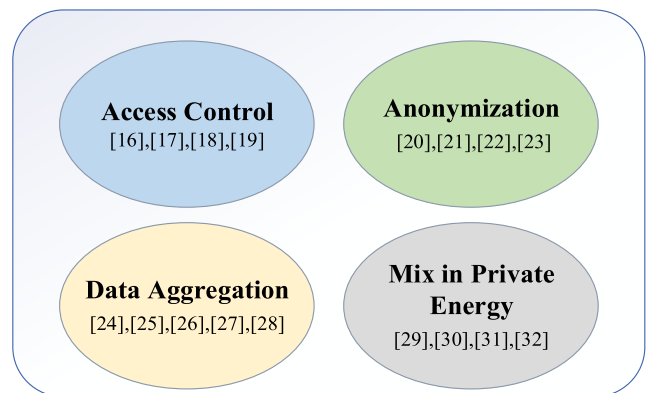 Access Control
[16],[17],[18],[19]
Anonymization
[20],[21],[22],[23]
Data Aggregation
[24],[25],[26],[27],[28]
Mix in Private
Energy
[29],[30],[31],[32]